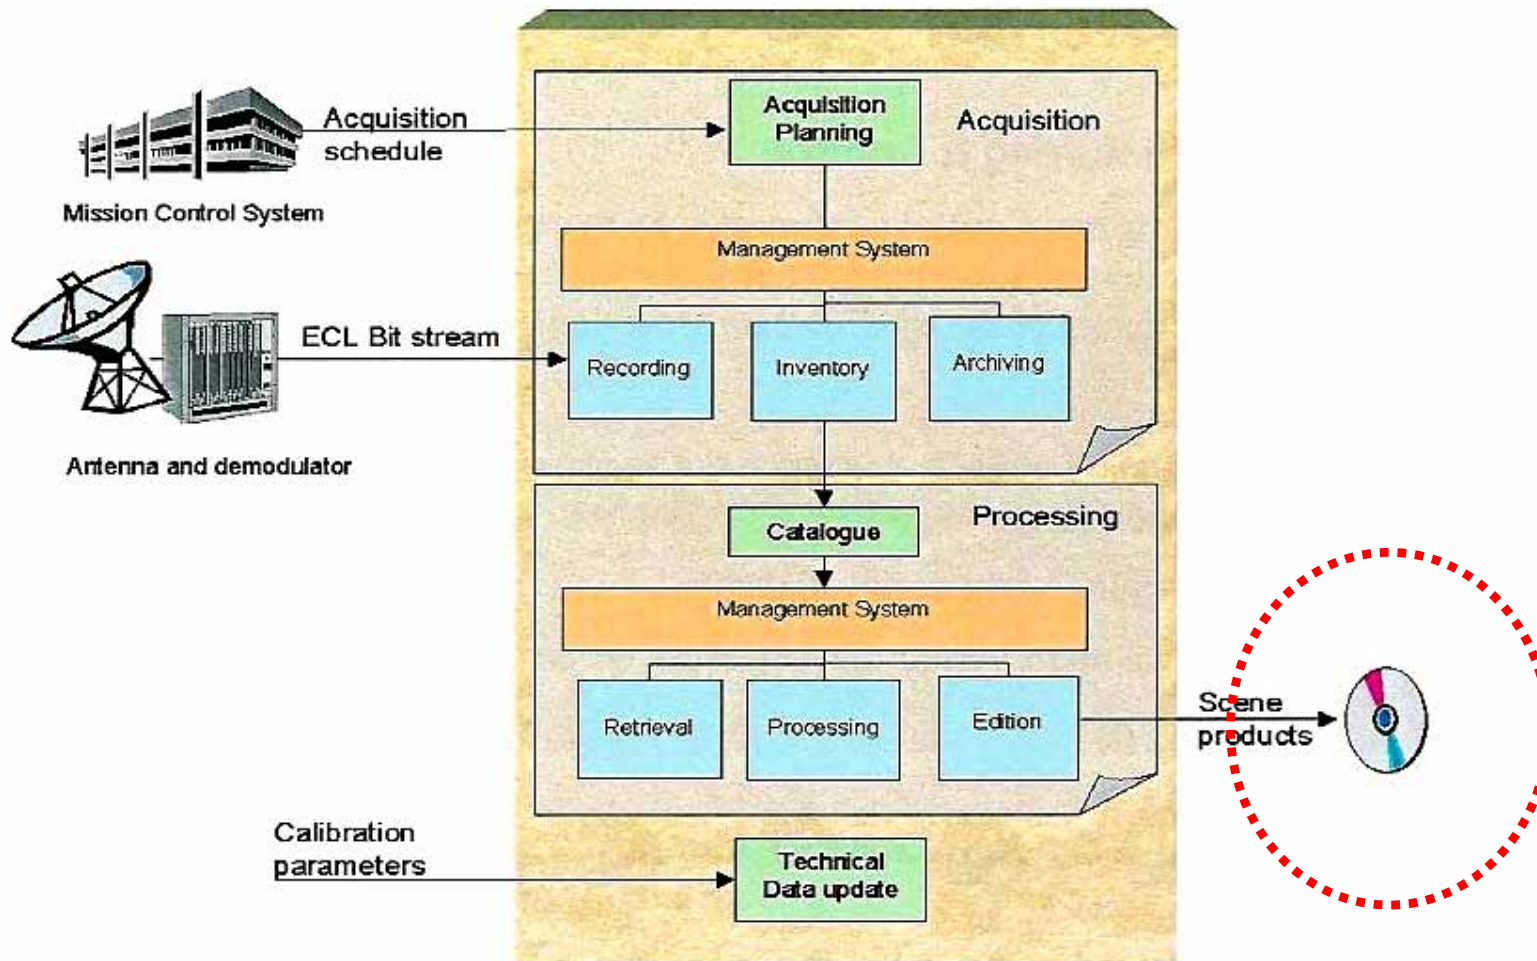 Acquisition
schedule
Mission Control System
Acquisition
Planning
Acquisition
Management System
ECL Bit stream
Recording
Inventory
Archiving
Antenna and demodulator
Catalogue
Processing
Management System
Retrieval
Processing
Edition
Scene
products
Calibration
parameters
Technical
Data update